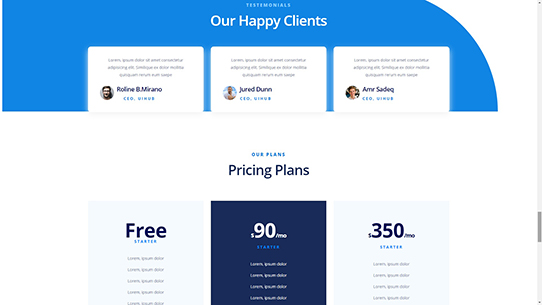 TESTEMONIALS
Our Happy Clients
Lorem, ipsum dolor sit amet consectetur
adipisicing elit. Similique ex dolor mollitia
quisquam rerum eum saepe
Roline B.Mirano
CEO, UIHUB
Lorem, ipsum dolor sit amet consectetur
adipisicing elit. Similique ex dolor mollitia
quisquam rerum eum saepe
Jured Dunn
CEO, UIHUB
Lorem, ipsum dolor sit amet consectetur
adipisicing elit. Similique ex dolor mollitia
quisquam rerum eum saepe
Amr Sadeq
CEO, UIHUB
OUR PLANS
Pricing Plans
Free
STARTER
Lorem, ipsum dolor
Lorem, ipsum dolor
Lorem, ipsum dolor
Lorem, ipsum dolor
Lorem, ipsum dolor
$90/mo
STARTER
Lorem, ipsum dolor
Lorem, ipsum dolor
Lorem, ipsum dolor
Lorem, ipsum dolor
$350/mo
STARTER
Lorem, ipsum dolor
Lorem, ipsum dolor
Lorem, ipsum dolor
Lorem, ipsum dolor